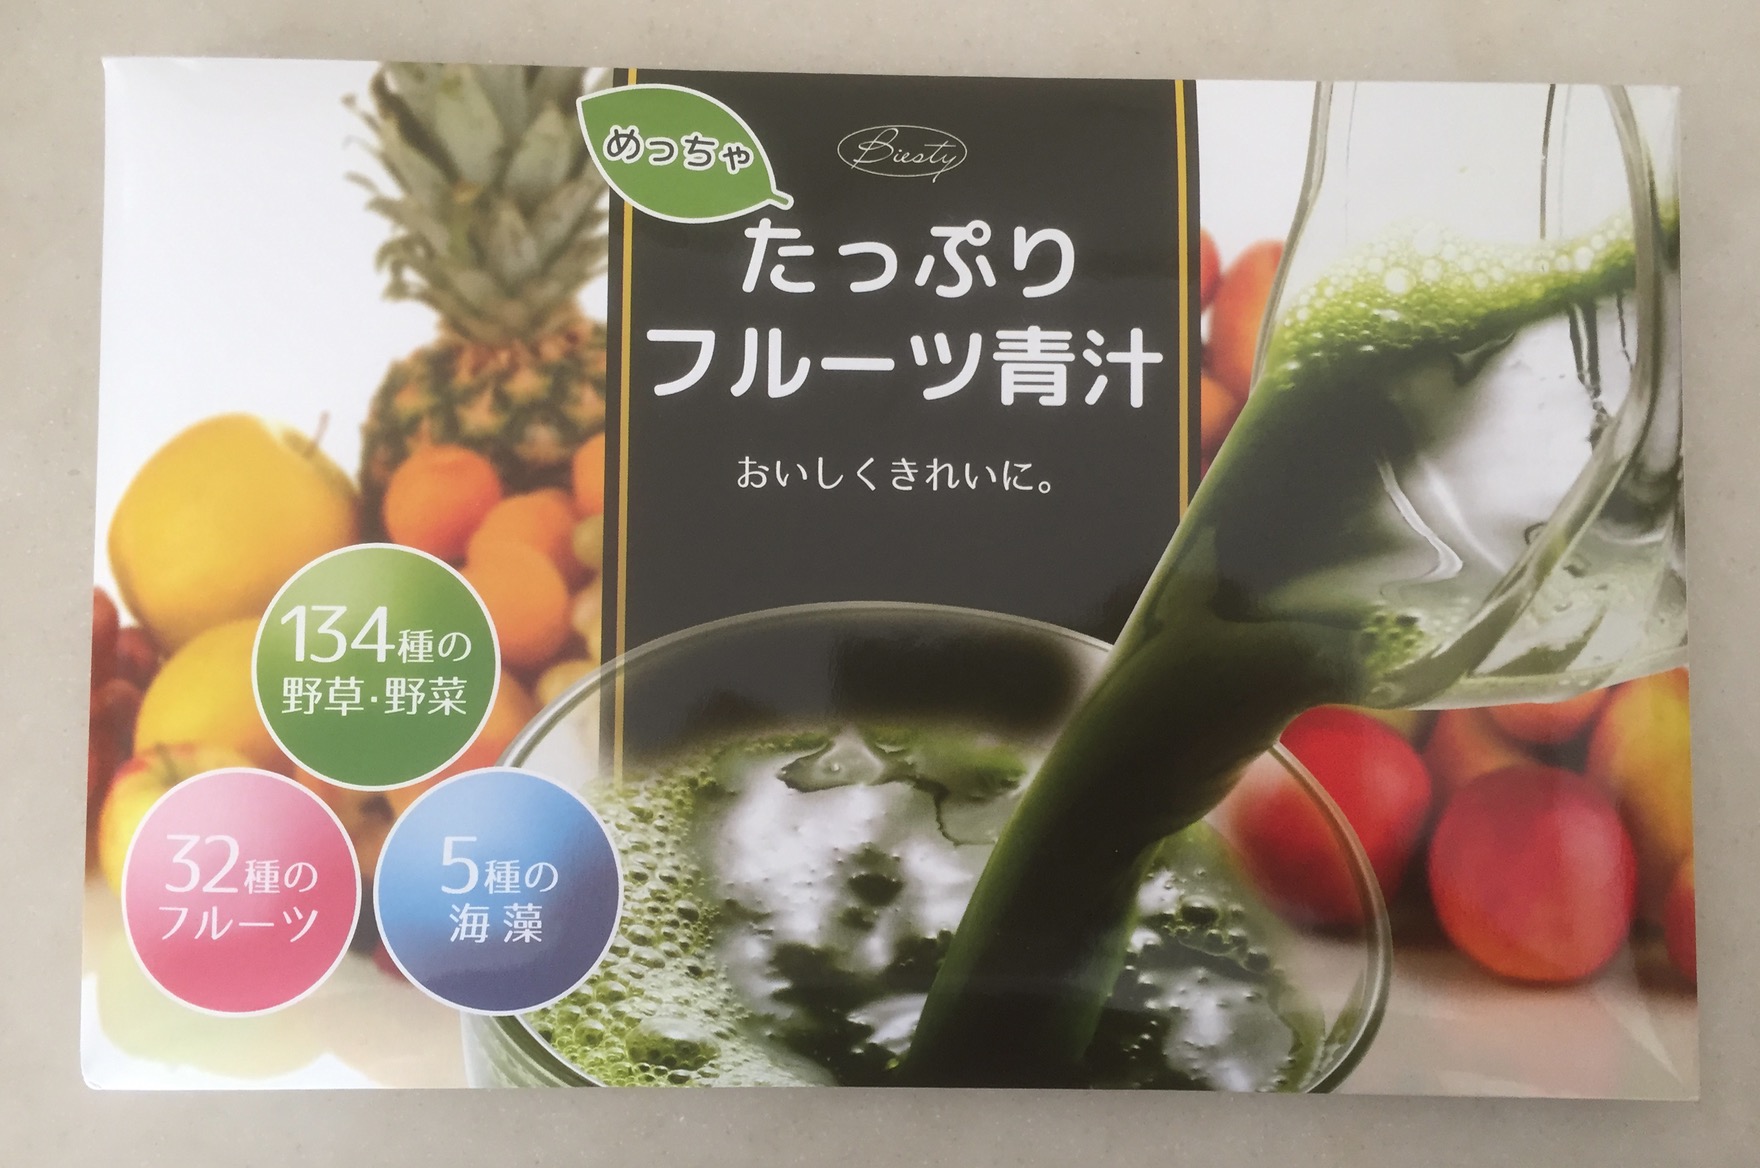 めっちゃ
Biesty
たっぷり
フルーツ青汁
おいしくきれいに。
134種の
野草・野菜
32種の
フルーツ
5種の
海藻